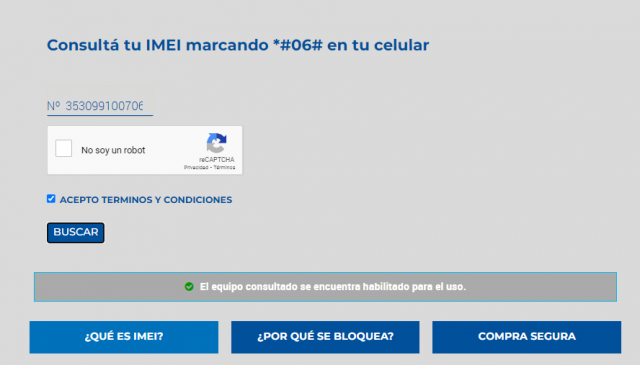 Consultá tu IMEI marcando *#06# en tu celular
Nº 353099100706
No soy un robot
reCAPTCHA
Privacidad - Términos
ACEPTO TERMINOS Y CONDICIONES
BUSCAR
El equipo consultado se encuentra habilitado para el uso.
¿QUÉ ES IMEI?
¿POR QUÉ SE BLOQUEA?
COMPRA SEGURA